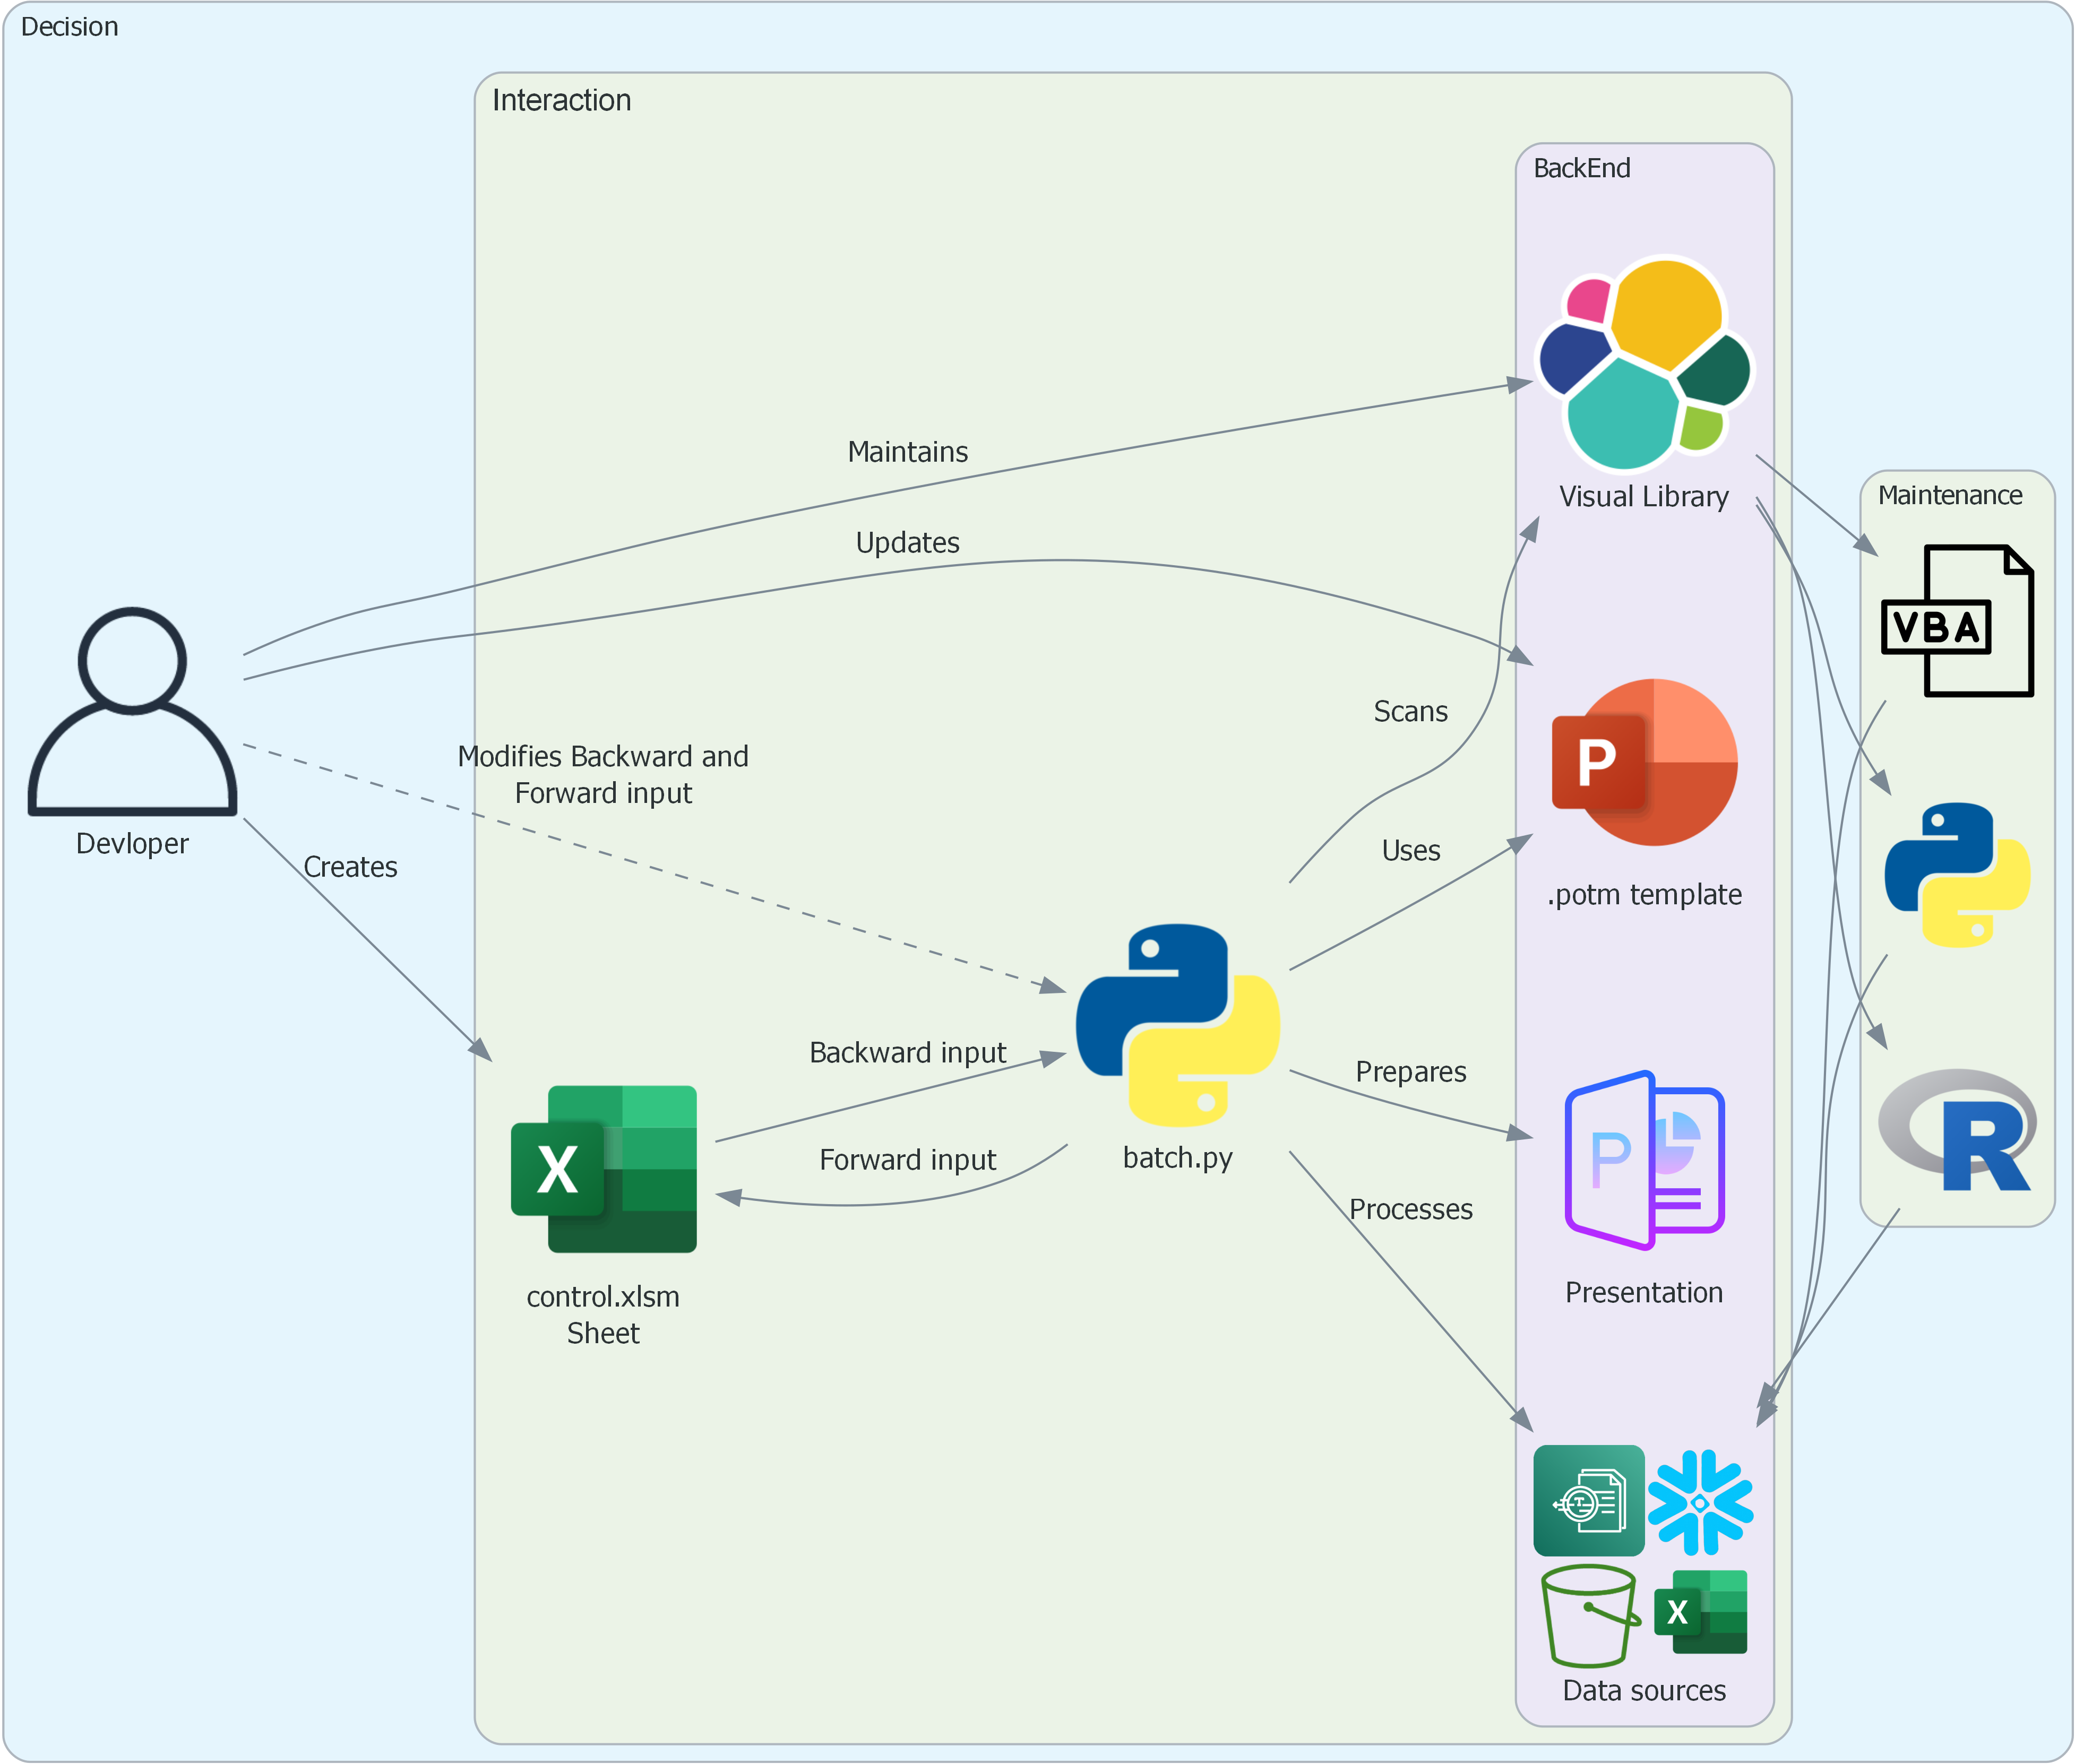 Decision
Interaction
BackEnd
Maintains
Visual Library
Maintenance
Updates
VBA
Scans
Modifies Backward and
Forward input
P
Devloper
Creates
Uses
.potm template
Backward input
Prepares
P
Forward input
batch.py
X
R
Processes
control.xlsm
Sheet
Presentation
T
X
Data sources